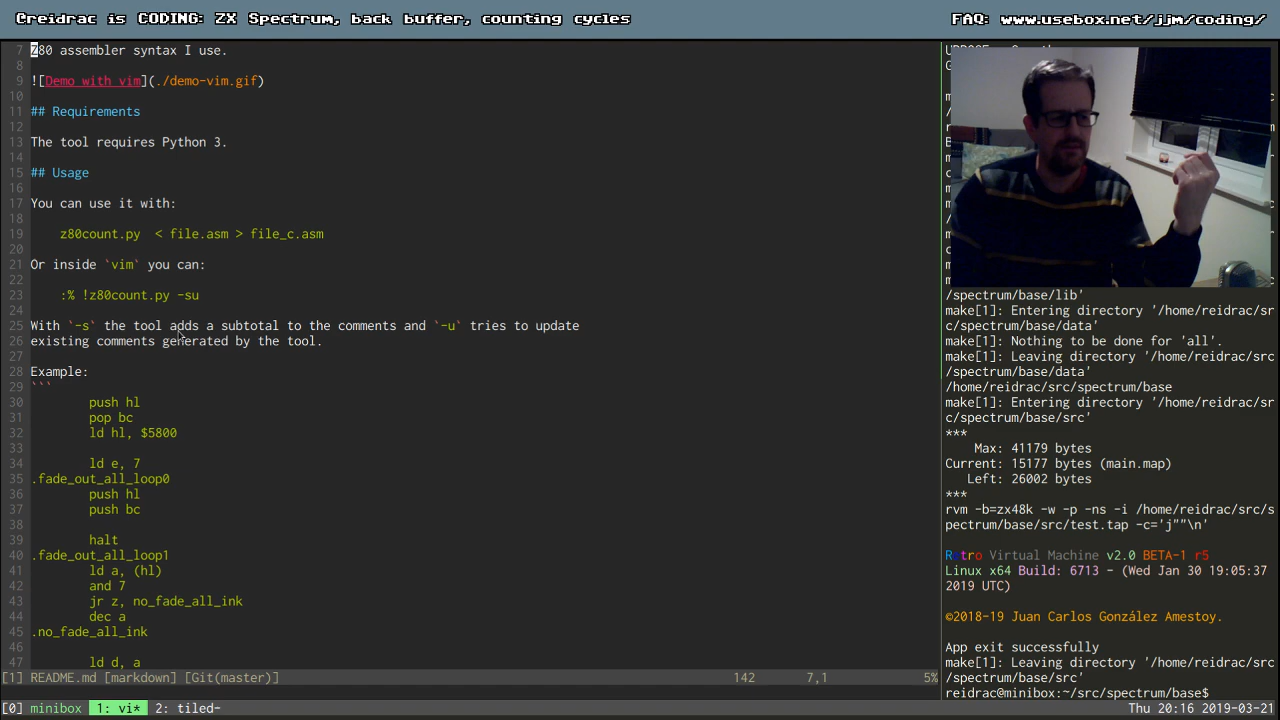 @reidrac is CODING: ZX Spectrum, back buffer, counting cycles
FAQ: www.usebox.net/jjm/coding/
7 Z80 assembler syntax I use.
8
9 ![Demo with vim](./demo-vim.gif)
10
11 ## Requirements
12
13 The tool requires Python 3.
14
15 ## Usage
16
17 You can use it with:
18
19 z80count.py  < file.asm > file_c.asm
20
21 Or inside `vim` you can:
22
23 :% !z80count.py -su
24
25 With `-s` the tool adds a subtotal to the comments and `-u` tries to update
26 existing comments generated by the tool.
27
28 Example:
29 ```
30 push hl
31 pop bc
32 ld hl, $5800
33
34 ld e, 7
35 .fade_out_all_loop0
36 push hl
37 push bc
38
39 halt
40 .fade_out_all_loop1
41 ld a, (hl)
42 and 7
43 jr z, no_fade_all_ink
44 dec a
45 .no_fade_all_ink
46
47 ld d, a
[1] README.md [markdown] [Git(master)] 142 7,1 5%
/spectrum/base/lib'
make[1]: Entering directory '/home/reidrac/sr
c/spectrum/base/data'
make[1]: Nothing to be done for 'all'.
make[1]: Leaving directory '/home/reidrac/src
/spectrum/base/data'
/home/reidrac/src/spectrum/base
make[1]: Entering directory '/home/reidrac/sr
c/spectrum/base/src'
***
Max: 41179 bytes
Current: 15177 bytes (main.map)
Left: 26002 bytes
***
rvm -b=zx48k -w -p -ns -i /home/reidrac/src/s
pectrum/base/src/test.tap -c='j""\n'
Retro Virtual Machine v2.0 BETA-1 r5
Linux x64 Build: 6713 - (Wed Jan 30 19:05:37
2019 UTC)
©2018-19 Juan Carlos González Amestoy.
App exit successfully
make[1]: Leaving directory '/home/reidrac/src
/spectrum/base/src'
reidrac@minibox:~/src/spectrum/base$
[0] minibox 1: vi* 2: tiled-
Thu 20:16 2019-03-21